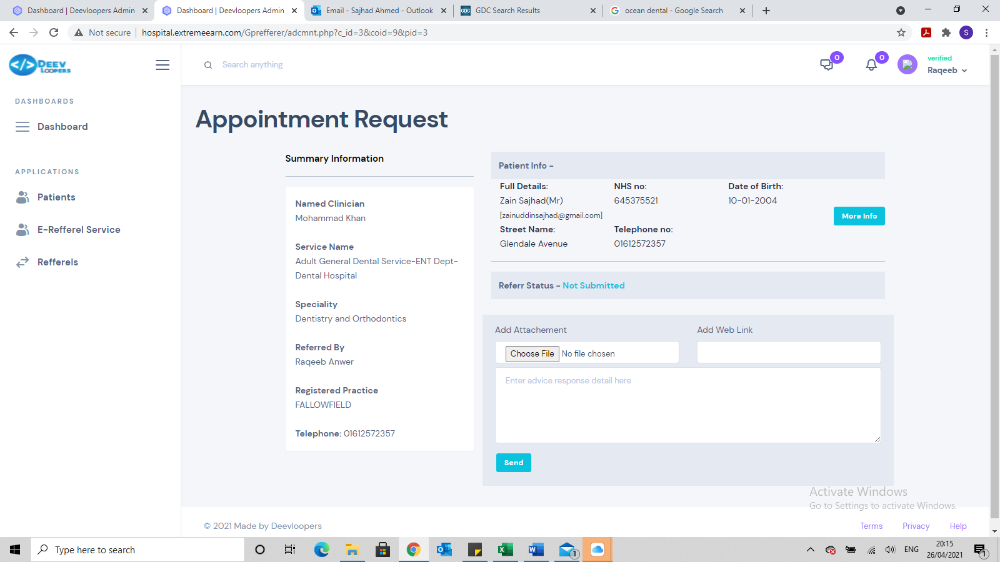 Dashboard | Deevloopers Admin
Dashboard | Deevloopers Admin
Email - Sajhad Ahmed - Outlook
GDC GDC Search Results
ocean dental - Google Search
Not secure | hospital.extremeearn.com/Gprefferer/adcmnt.php?c_id=3&coid=9&pid=3
S
</> DEEV
LOOPERS
Search anything
0
0
verified
Raqeeb
DASHBOARDS
Dashboard
APPLICATIONS
Patients
E-Refferel Service
Refferels
Appointment Request
Summary Information
Named Clinician
Mohammad Khan
Service Name
Adult General Dental Service-ENT Dept-
Dental Hospital
Speciality
Dentistry and Orthodontics
Referred By
Raqeeb Anwer
Registered Practice
FALLOWFIELD
Telephone: 01612572357
Patient Info -
Full Details: NHS no: Date of Birth:
Zain Sajhad(Mr) 645375521 10-01-2004
[zainuddinsajhad@gmail.com]
More Info
Street Name: Telephone no:
Glendale Avenue 01612572357
Referr Status - Not Submitted
Add Attachement Add Web Link
Choose File No file chosen
Enter advice response detail here
Send
Activate Windows
Go to Settings to activate Windows.
© 2021 Made by Deevloopers
Terms Privacy Help
Type here to search
1
ENG
20:15
26/04/2021
1